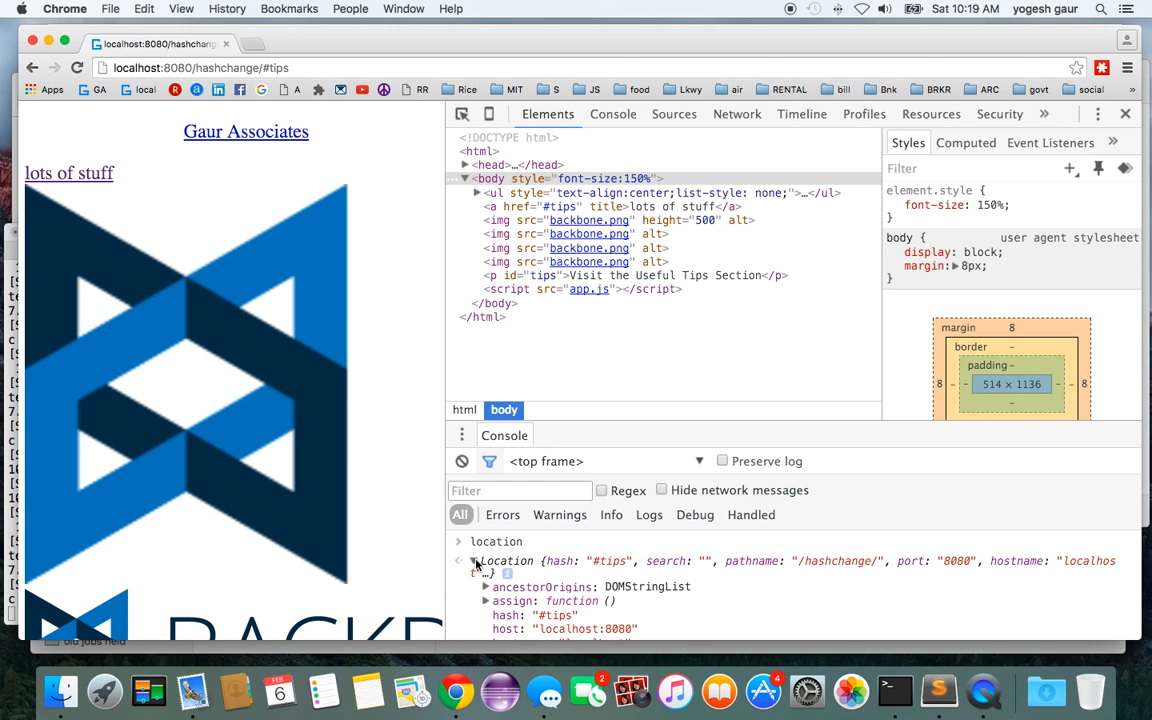 Chrome File Edit View History Bookmarks People Window Help Sat 10:19 AM yogesh gaur
localhost:8080/hashchang
localhost:8080/hashchange/#tips
Apps GA local RR Rice MIT S JS food Lkwy air RENTAL bill Bnk BRKR ARC govt social »
Gaur Associates
lots of stuff
BACKB
Elements Console Sources Network Timeline Profiles Resources Security »
<!DOCTYPE html>
<html>
<head>…</head>
<body style="font-size:150%">
<ul style="text-align:center;list-style: none;">…</ul>
<a href="#tips" title>lots of stuff</a>
<img src="backbone.png" height="500" alt>
<img src="backbone.png" alt>
<img src="backbone.png" alt>
<img src="backbone.png" alt>
<p id="tips">Visit the Useful Tips Section</p>
<script src="app.js"></script>
</body>
</html>
html body
Styles Computed Event Listeners »
Filter
element.style {
font-size: 150%;
}
body { user agent stylesheet
display: block;
margin: 8px;
}
margin 8
border –
padding –
8 – – 514 × 1136 – – 8
–
Console
<top frame> Preserve log
Filter Regex Hide network messages
All Errors Warnings Info Logs Debug Handled
location
Location {hash: "#tips", search: "", pathname: "/hashchange/", port: "8080", hostname: "localhos
t"…}
ancestorOrigins: DOMStringList
assign: function ()
hash: "#tips"
host: "localhost:8080"
FEB
6
2
4